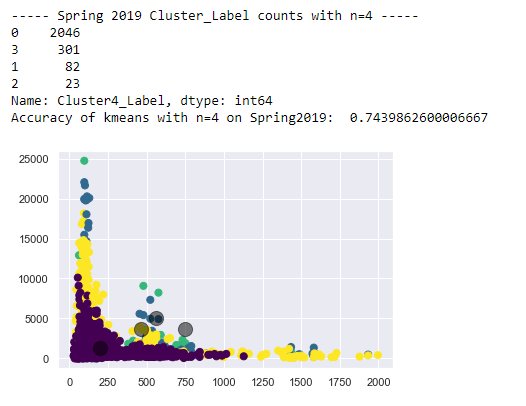 ----- Spring 2019 Cluster_Label counts with n=4 -----
0    2046
3     301
1      82
2      23
Name: Cluster4_Label, dtype: int64
Accuracy of kmeans with n=4 on Spring2019:  0.7439862600006667
25000
20000
15000
10000
5000
0
0 250 500 750 1000 1250 1500 1750 2000